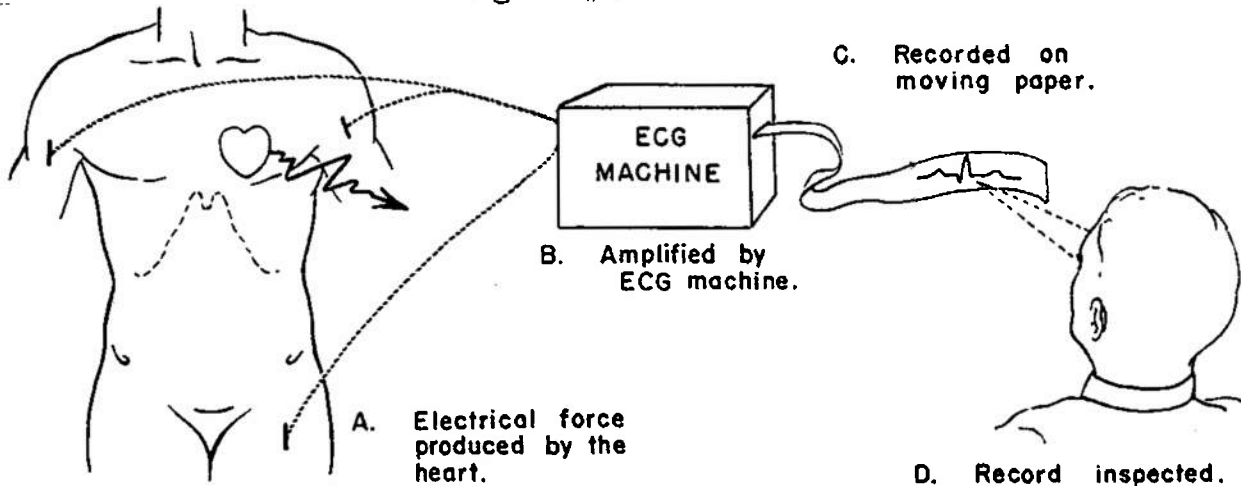 C. Recorded on
moving paper.
ECG
MACHINE
B. Amplified by
ECG machine.
A. Electrical force
produced by the
heart.
D. Record inspected.